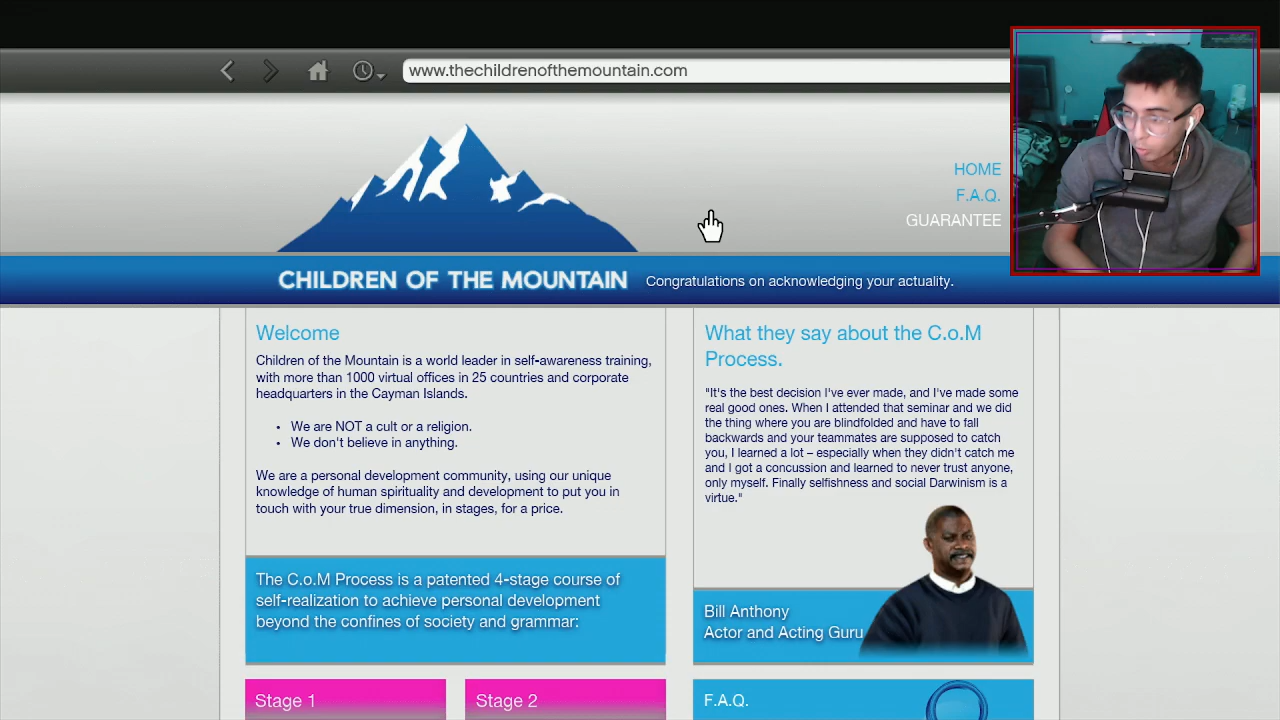 www.thechildrenofthemountain.com
HOME
F.A.Q.
GUARANTEE
CHILDREN OF THE MOUNTAIN
Congratulations on acknowledging your actuality.
Welcome
Children of the Mountain is a world leader in self-awareness training,
with more than 1000 virtual offices in 25 countries and corporate
headquarters in the Cayman Islands.
• We are NOT a cult or a religion.
• We don't believe in anything.
We are a personal development community, using our unique
knowledge of human spirituality and development to put you in
touch with your true dimension, in stages, for a price.
The C.o.M Process is a patented 4-stage course of
self-realization to achieve personal development
beyond the confines of society and grammar:
Stage 1
Stage 2
What they say about the C.o.M
Process.
"It's the best decision I've ever made, and I've made some
real good ones. When I attended that seminar and we did
the thing where you are blindfolded and have to fall
backwards and your teammates are supposed to catch
you, I learned a lot – especially when they didn't catch me
and I got a concussion and learned to never trust anyone,
only myself. Finally selfishness and social Darwinism is a
virtue."
Bill Anthony
Actor and Acting Guru
F.A.Q.